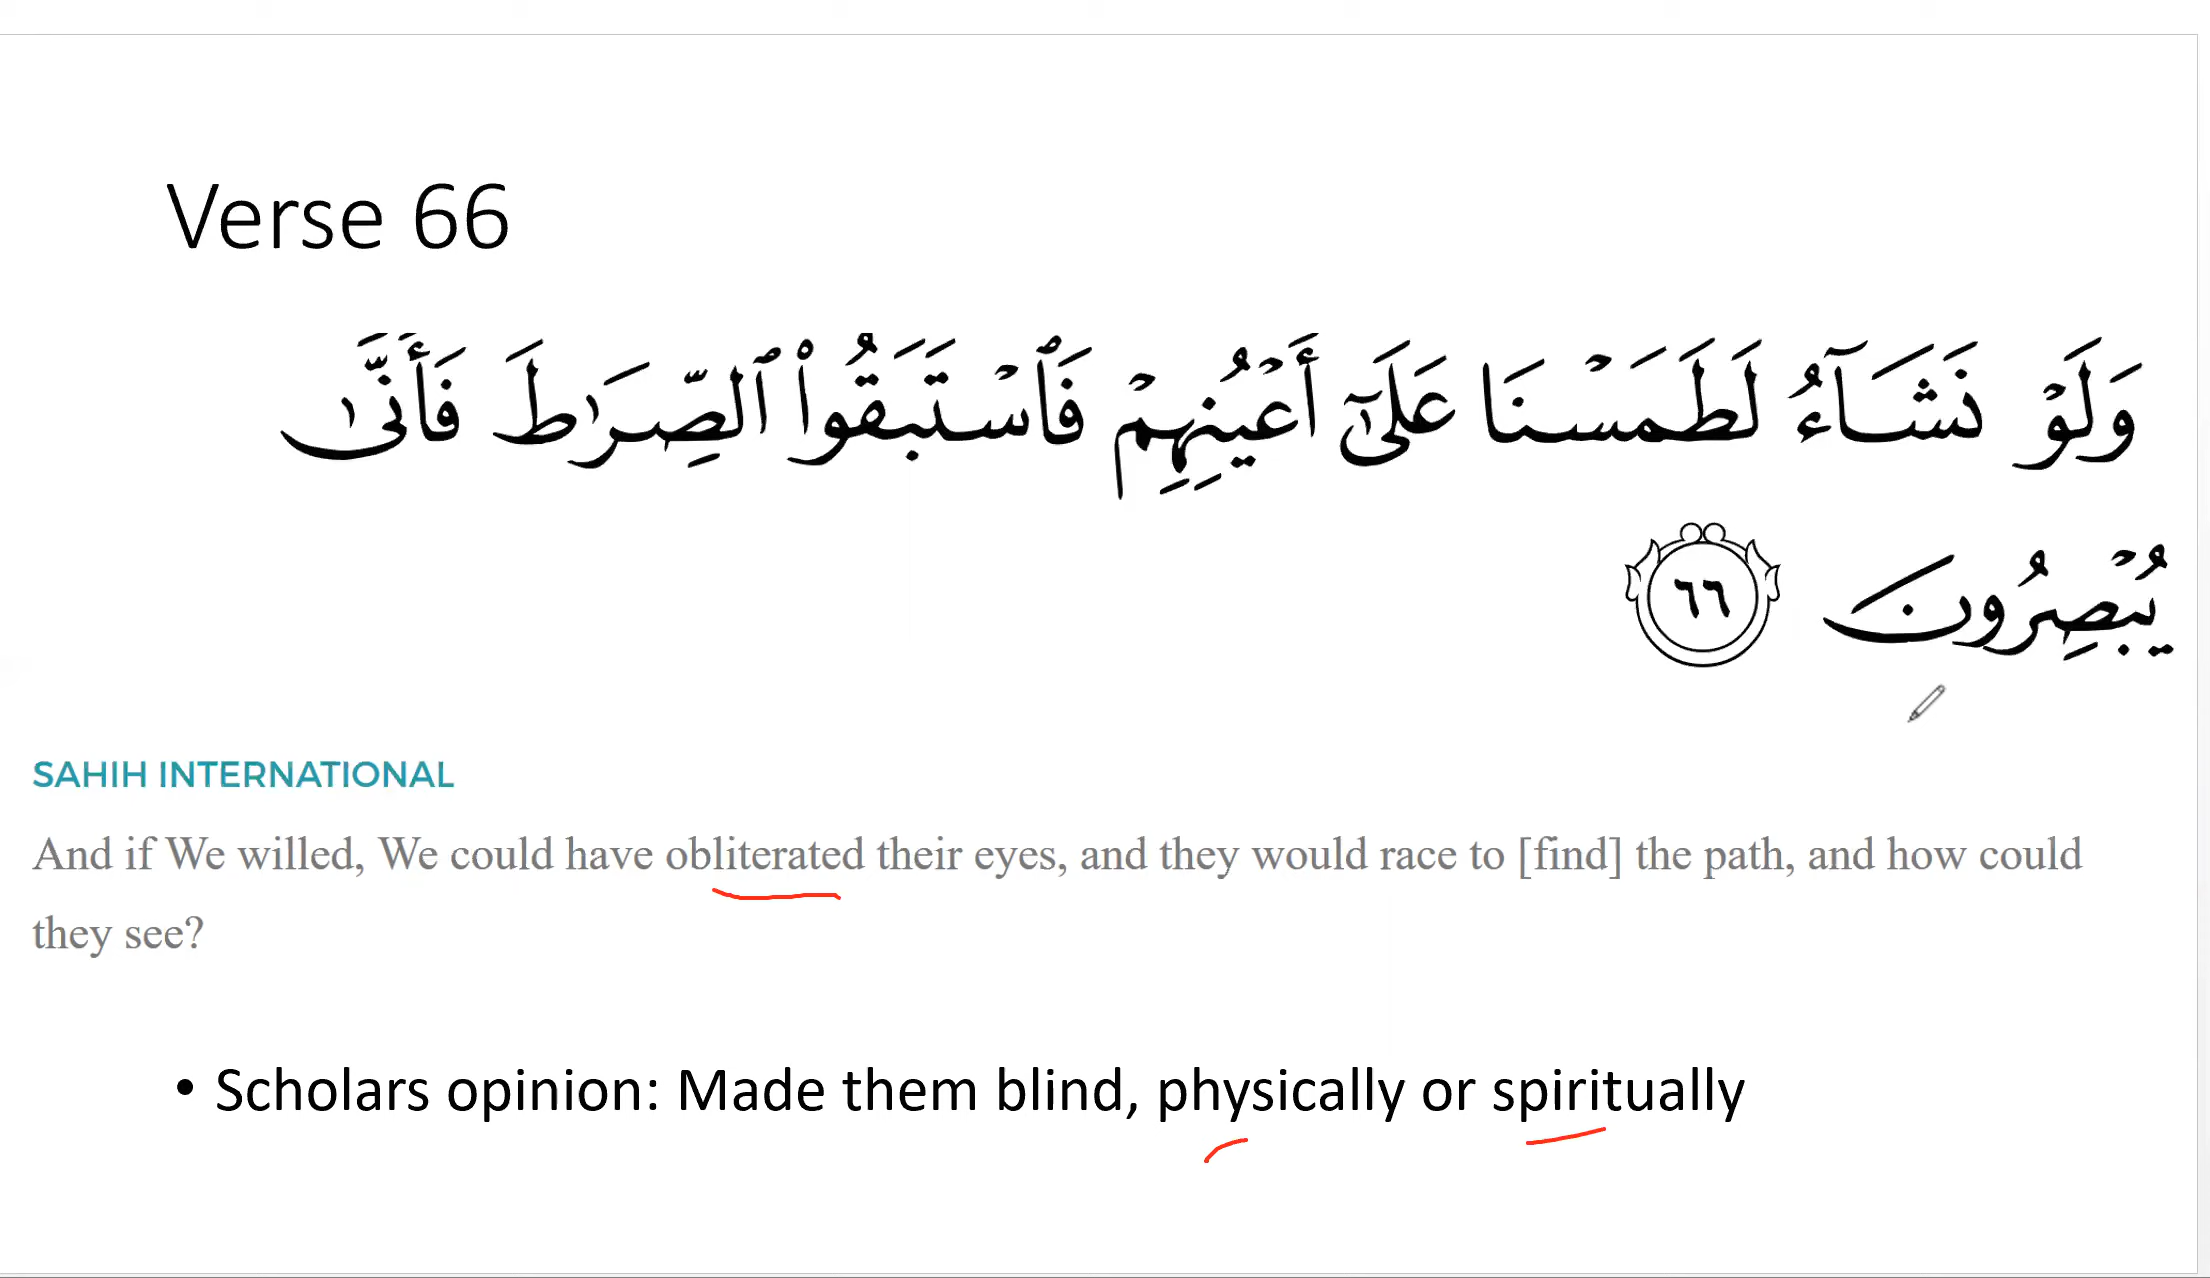 Verse 66
وَلَوْ نَشَآءُ لَطَمَسْنَا عَلَىٰٓ أَعْيُنِهِمْ فَٱسْتَبَقُوا۟ ٱلصِّرَٰطَ فَأَنَّىٰ
يُبْصِرُونَ ٦٦
SAHIH INTERNATIONAL
And if We willed, We could have obliterated their eyes, and they would race to [find] the path, and how could
they see?
• Scholars opinion: Made them blind, physically or spiritually